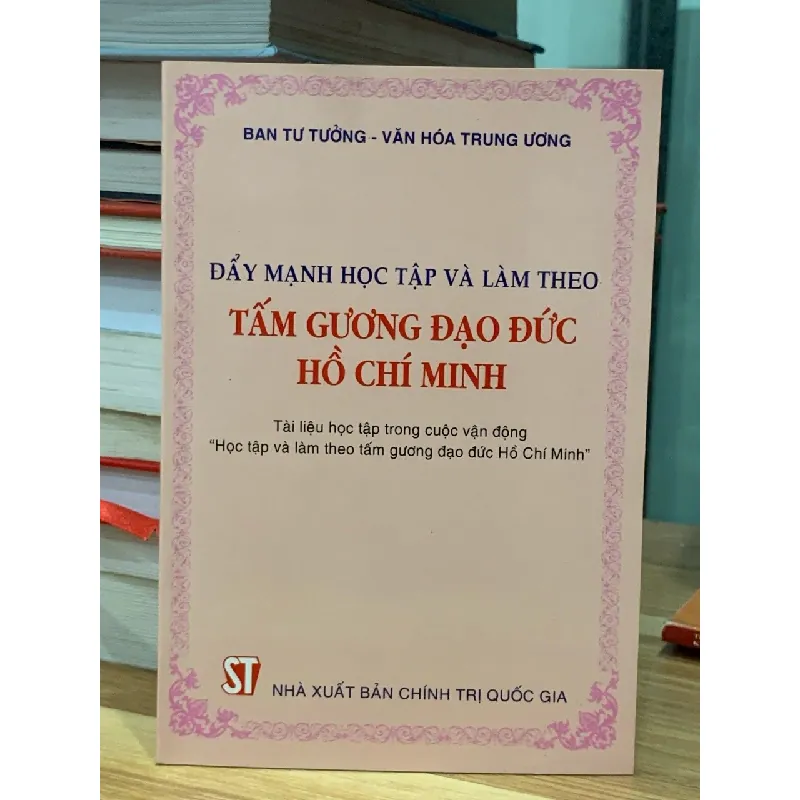 BAN TƯ TƯỞNG - VĂN HÓA TRUNG ƯƠNG
ĐẨY MẠNH HỌC TẬP VÀ LÀM THEO
TẤM GƯƠNG ĐẠO ĐỨC
HỒ CHÍ MINH
Tài liệu học tập trong cuộc vận động
"Học tập và làm theo tấm gương đạo đức Hồ Chí Minh"
ST
NHÀ XUẤT BẢN CHÍNH TRỊ QUỐC GIA